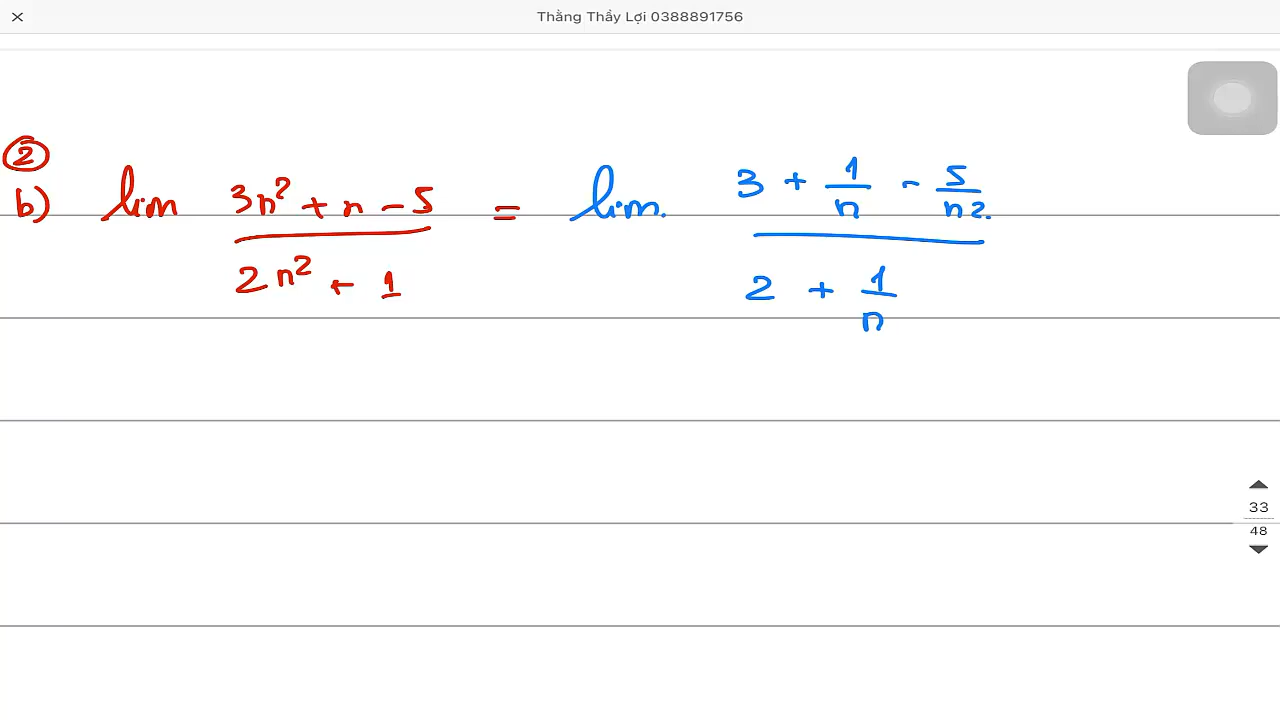 ×
Thằng Thầy Lợi 0388891756
②
b) lim (3n² + n - 5)/(2n² + 1) = lim. (3 + 1/n - 5/n2.)/(2 + 1/n)
33
48